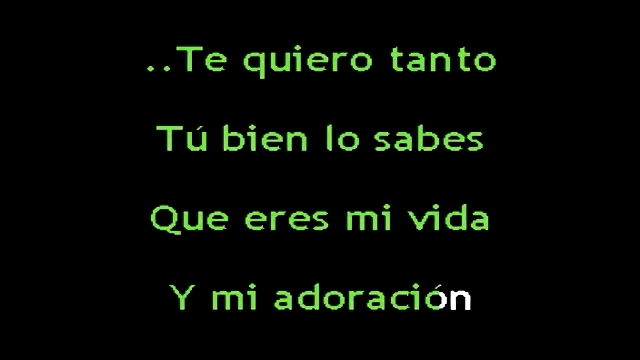 ..Te quiero tanto
Tú bien lo sabes
Que eres mi vida
Y mi adoración